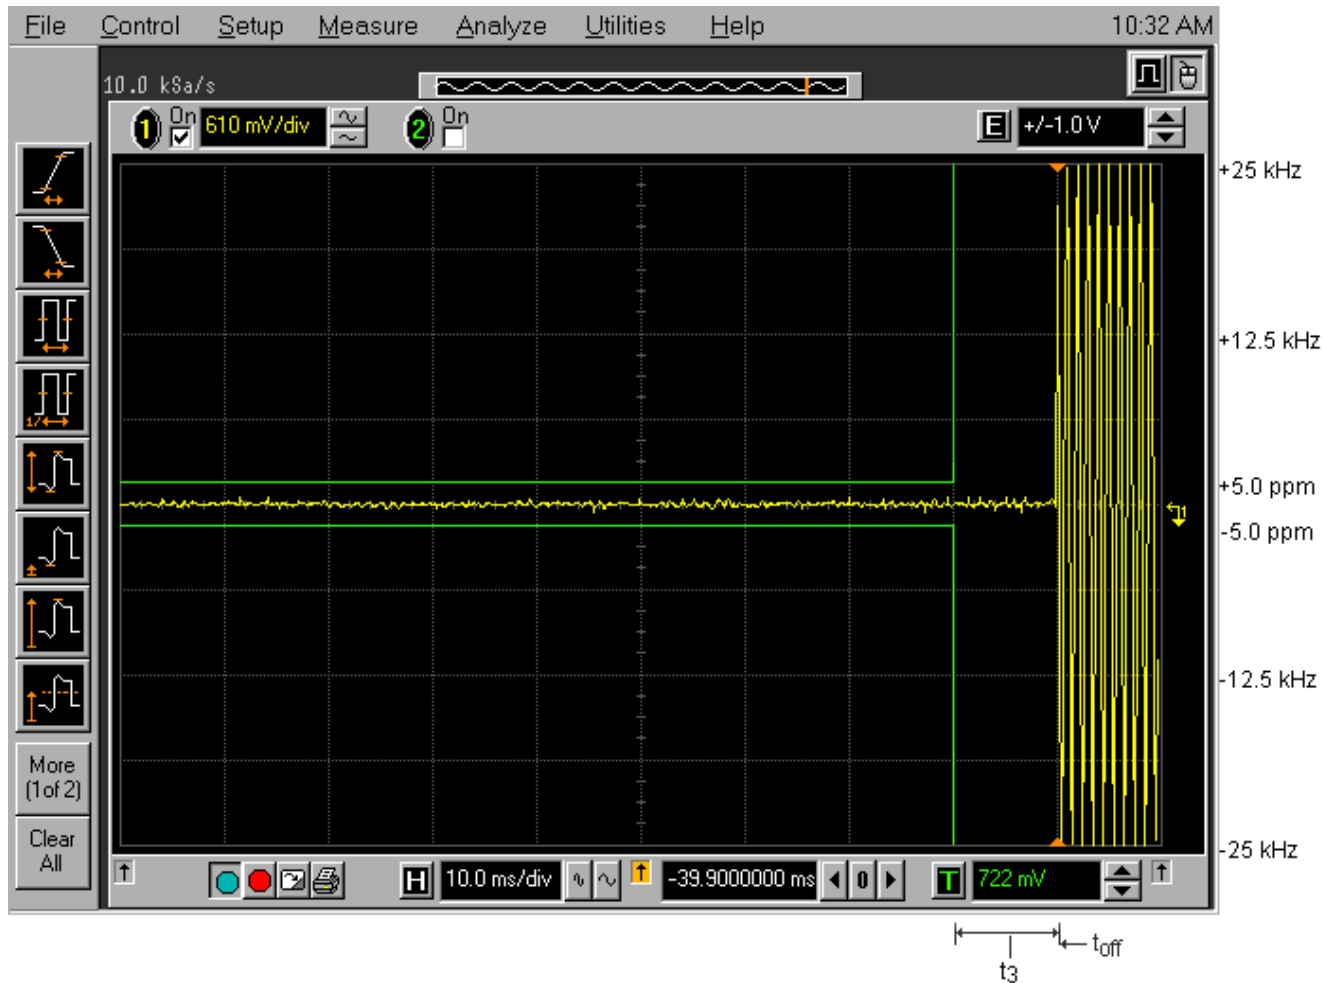 File Control Setup Measure Analyze Utilities Help 10:32 AM
10.0 kSa/s
1 On 610 mV/div 2 On E +/-1.0 V
+25 kHz
+12.5 kHz
1/
+5.0 ppm
1
-5.0 ppm
-12.5 kHz
More
(1of 2)
Clear
All
-25 kHz
H 10.0 ms/div -39.9000000 ms 0 T 722 mV
toff
t3